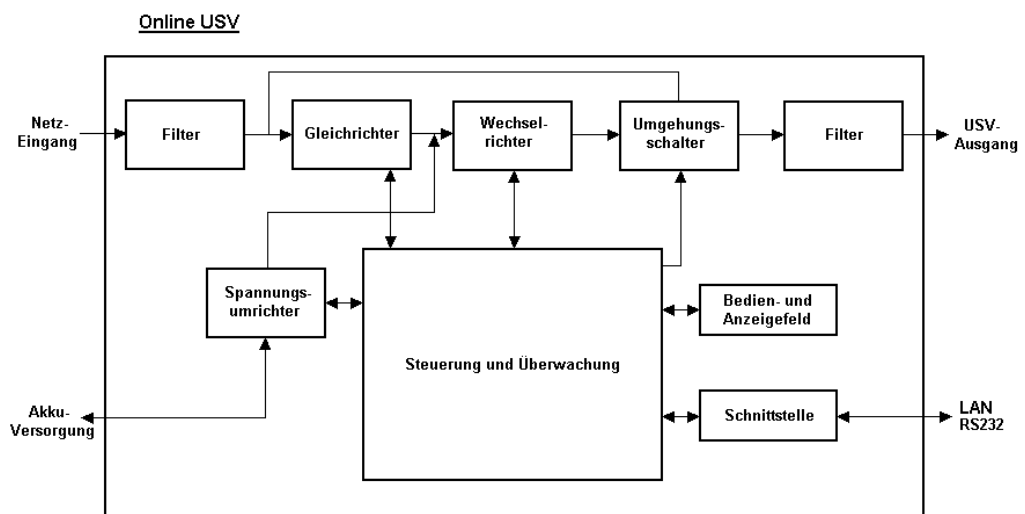 Online USV
Netz-
Eingang
Filter
Gleichrichter
Wechsel-
richter
Umgehungs-
schalter
Filter
USV-
Ausgang
Spannungs-
umrichter
Bedien- und
Anzeigefeld
Steuerung und Überwachung
Akku-
Versorgung
Schnittstelle
LAN
RS232